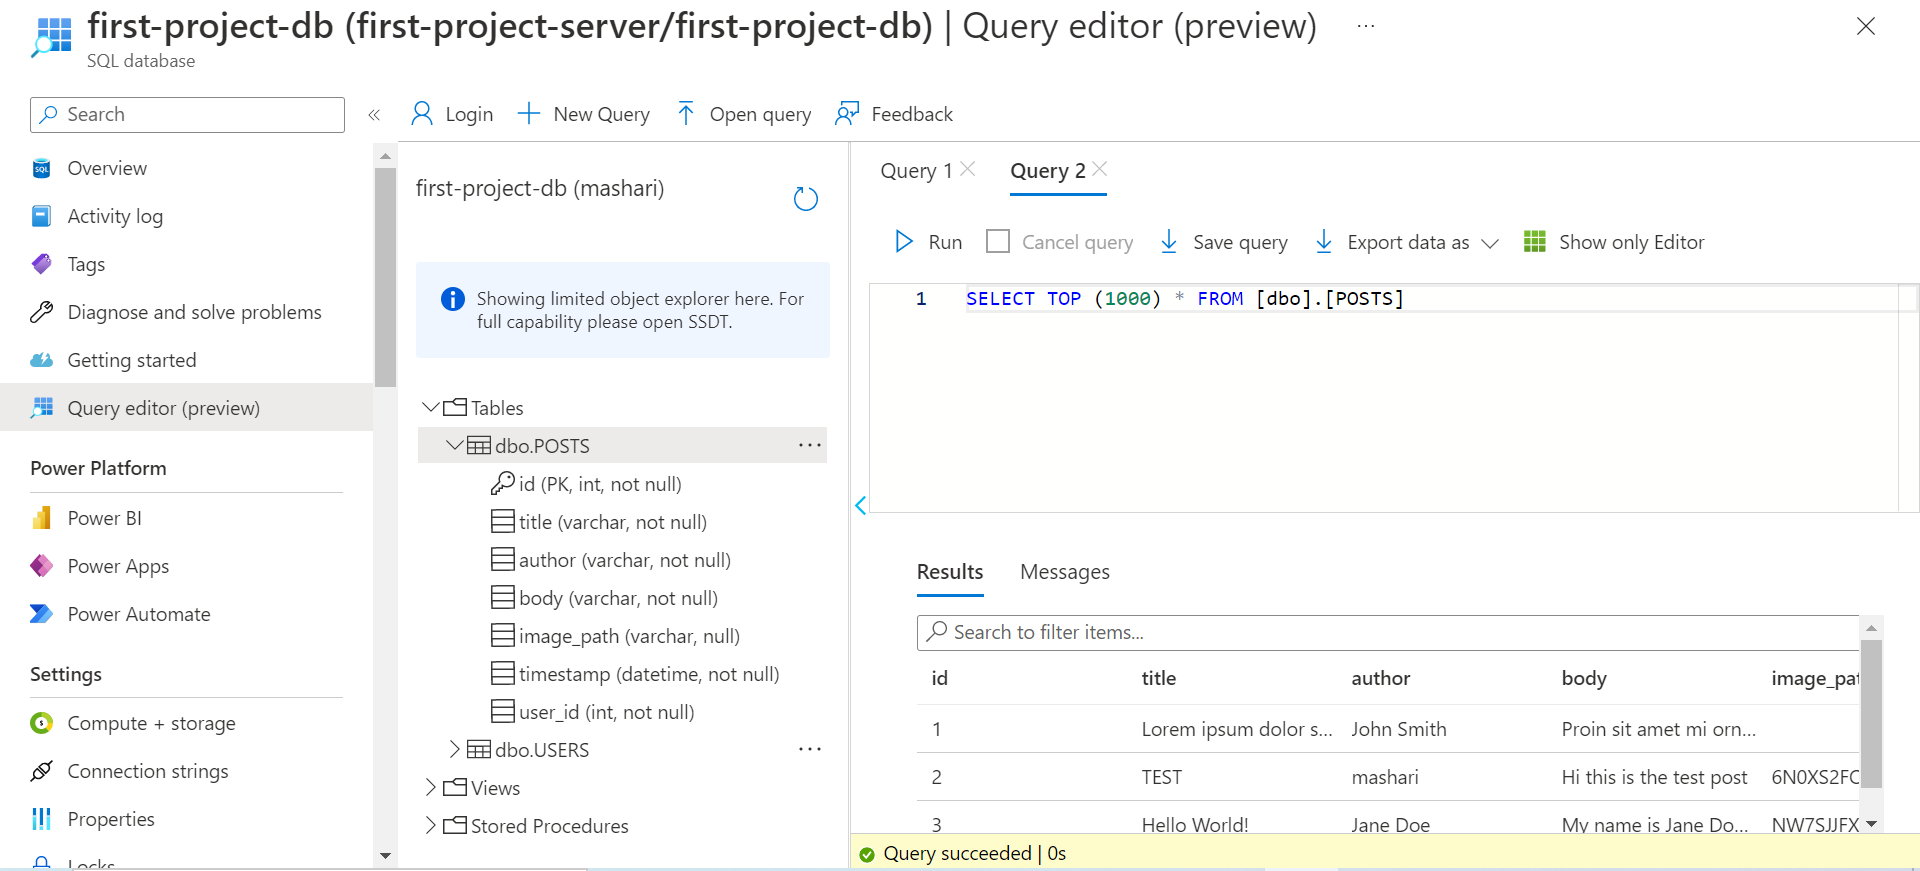 first-project-db (first-project-server/first-project-db) | Query editor (preview) ...
SQL database
Search
«
Login
New Query
Open query
Feedback
Overview
Activity log
Tags
Diagnose and solve problems
Getting started
Query editor (preview)
Power Platform
Power BI
Power Apps
Power Automate
Settings
Compute + storage
Connection strings
Properties
Locks
first-project-db (mashari)
Showing limited object explorer here. For
full capability please open SSDT.
Tables
dbo.POSTS ...
id (PK, int, not null)
title (varchar, not null)
author (varchar, not null)
body (varchar, not null)
image_path (varchar, null)
timestamp (datetime, not null)
user_id (int, not null)
dbo.USERS ...
Views
Stored Procedures
Query 1
Query 2
Run
Cancel query
Save query
Export data as
Show only Editor
1 SELECT TOP (1000) * FROM [dbo].[POSTS]
Results
Messages
Search to filter items...
id title author body image_pat
1 Lorem ipsum dolor s... John Smith Proin sit amet mi orn...
2 TEST mashari Hi this is the test post 6N0XS2FC
3 Hello World! Jane Doe My name is Jane Do... NW7SJJFX
Query succeeded | 0s